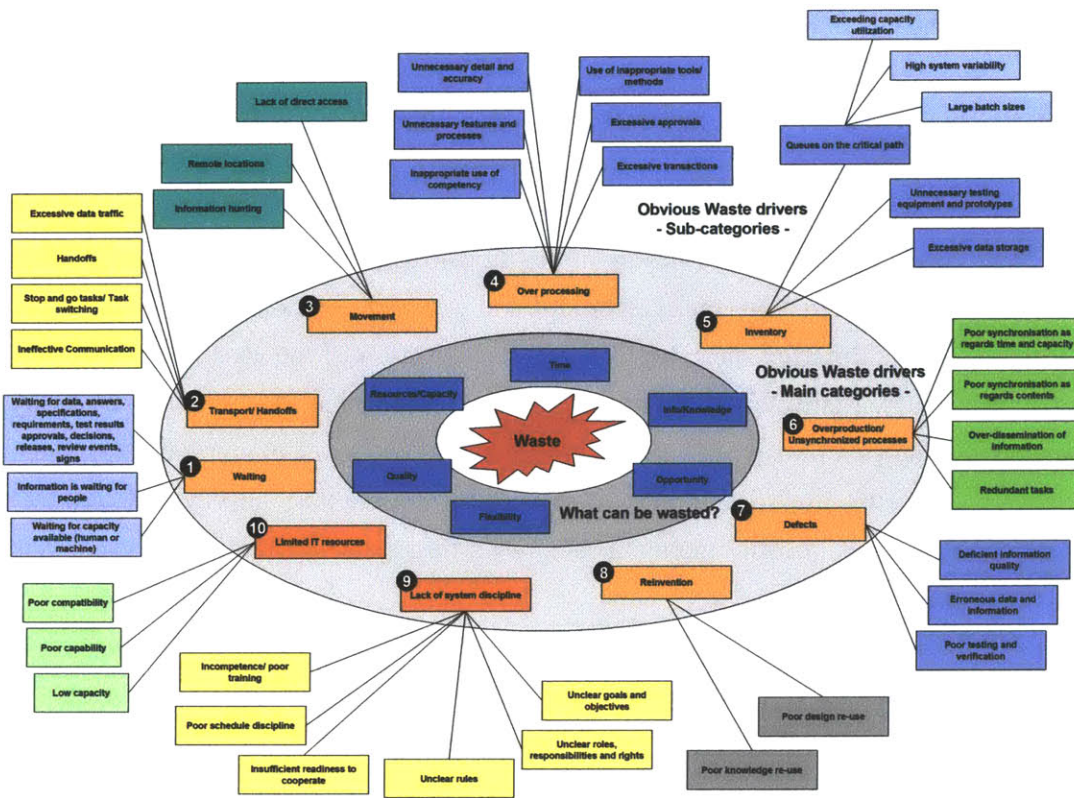 Exceeding capacity
utilization
High system variability
Large batch sizes
Queues on the critical path
Unnecessary detail and
accuracy
Use of inappropriate tools/
methods
Unnecessary features and
processes
Excessive approvals
Inappropriate use of
competency
Excessive transactions
Lack of direct access
Remote locations
Information hunting
Unnecessary testing
equipment and prototypes
Excessive data storage
Obvious Waste drivers
- Sub-categories -
Excessive data traffic
Handoffs
Stop and go tasks/ Task
switching
Ineffective Communication
4
Over processing
3
Movement
5
Inventory
Poor synchronisation as
regards time and capacity
Poor synchronisation as
regards contents
Over-dissemination of
information
Redundant tasks
Obvious Waste drivers
- Main categories -
Time
Resources/Capacity
Info/Knowledge
2
Transport/ Handoffs
6
Overproduction/
Unsynchronized processes
Waste
Waiting for data, answers,
specifications,
requirements, test results
approvals, decisions,
releases, review events,
signs
Information is waiting for
people
Waiting for capacity
available (human or
machine)
1
Waiting
Quality
Opportunity
Flexibility
What can be wasted?
7
Defects
10
Limited IT resources
9
Lack of system discipline
8
Reinvention
Deficient information
quality
Erroneous data and
information
Poor testing and
verification
Poor compatibility
Poor capability
Low capacity
Incompetence/ poor
training
Poor schedule discipline
Insufficient readiness to
cooperate
Unclear rules
Unclear goals and
objectives
Unclear roles,
responsibilities and rights
Poor design re-use
Poor knowledge re-use